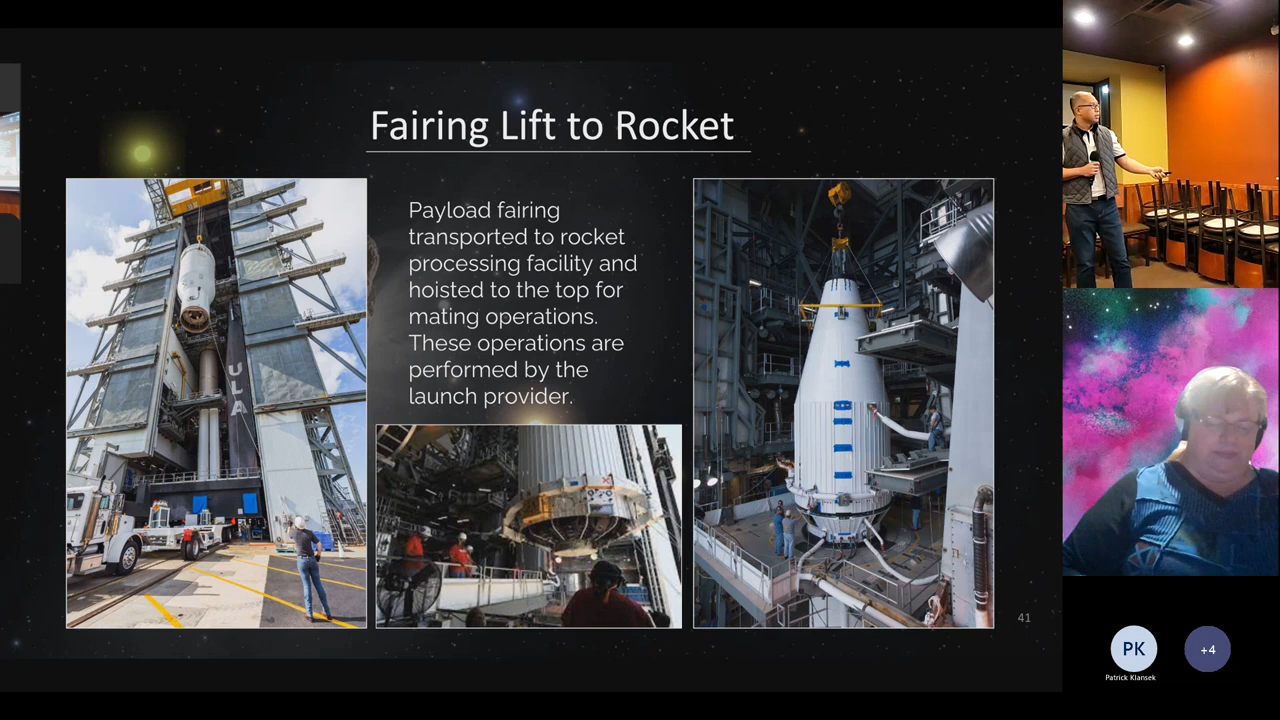 Fairing Lift to Rocket
Payload fairing
transported to rocket
processing facility and
hoisted to the top for
mating operations.
These operations are
performed by the
launch provider.
ULA
41
PK
+4
Patrick Klansek